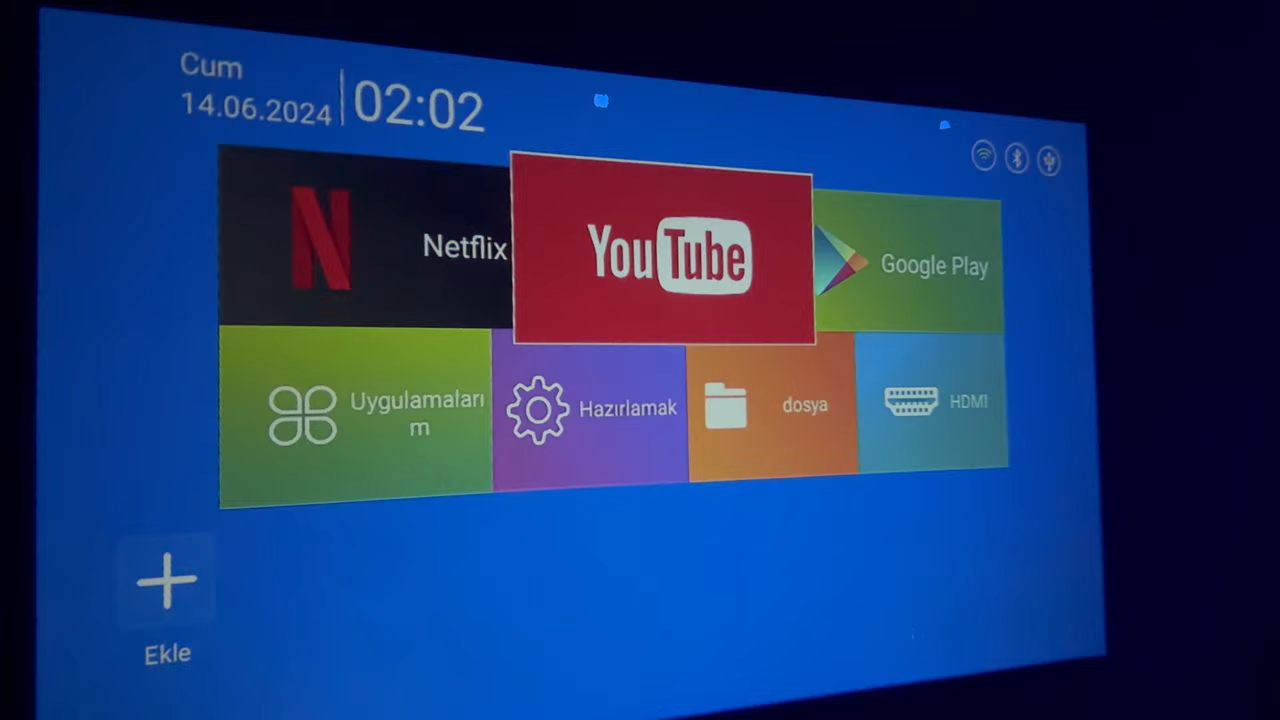 Cum
14.06.2024
02:02
Netflix
YouTube
Google Play
Uygulamaları
m
Hazırlamak
dosya
HDMI
Ekle